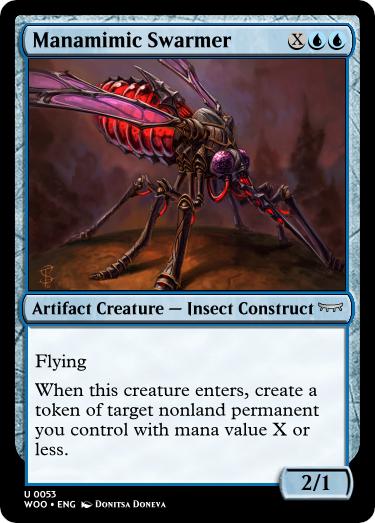 Manamimic Swarmer X
Artifact Creature — Insect Construct
Flying
When this creature enters, create a
token of target nonland permanent
you control with mana value X or
less.
2/1
U 0053
WOO • ENG Donitsa Doneva